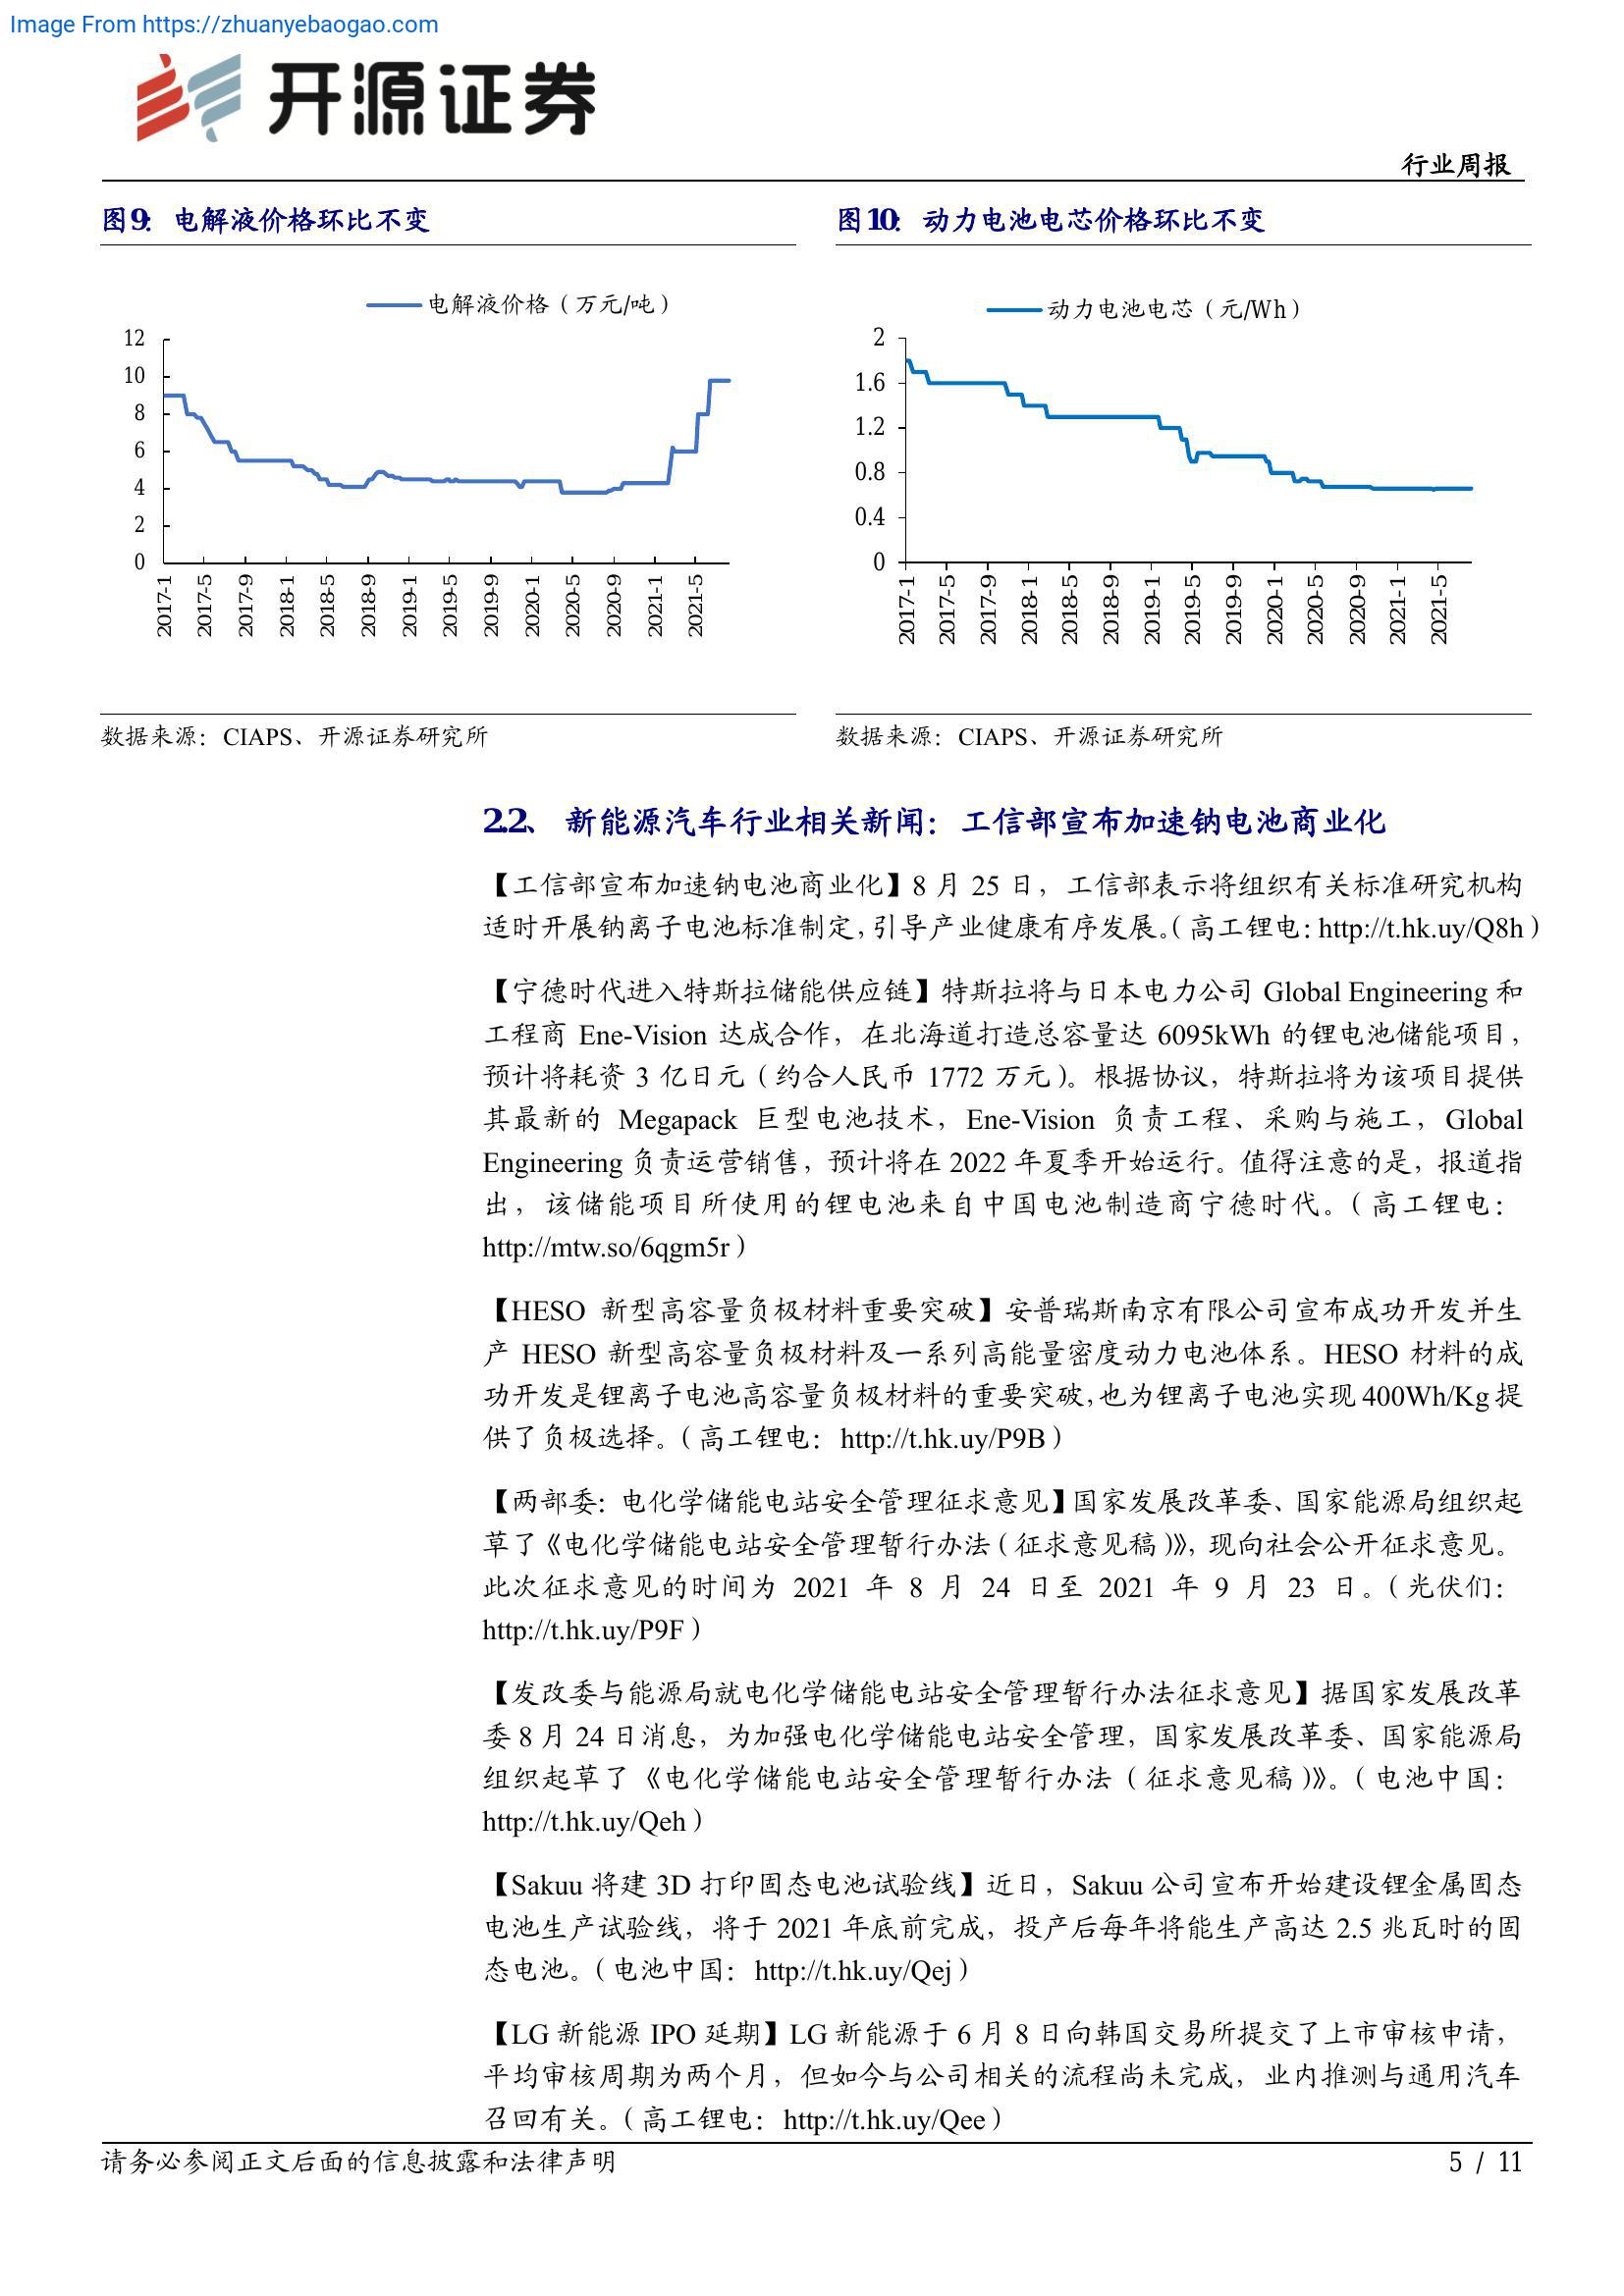 Image From https://zhuanyebaogao.com
开源证券
行业周报
图9: 电解液价格环比不变
电解液价格（万元/吨）
12
10
8
6
4
2
0
2017-1
2017-5
2017-9
2018-1
2018-5
2018-9
2019-1
2019-5
2019-9
2020-1
2020-5
2020-9
2021-1
2021-5
数据来源：CIAPS、开源证券研究所
图10: 动力电池电芯价格环比不变
动力电池电芯（元/Wh）
2
1.6
1.2
0.8
0.4
0
2017-1
2017-5
2017-9
2018-1
2018-5
2018-9
2019-1
2019-5
2019-9
2020-1
2020-5
2020-9
2021-1
2021-5
数据来源：CIAPS、开源证券研究所
2.2、 新能源汽车行业相关新闻：工信部宣布加速钠电池商业化
【工信部宣布加速钠电池商业化】8 月 25 日，工信部表示将组织有关标准研究机构
适时开展钠离子电池标准制定，引导产业健康有序发展。（高工锂电：http://t.hk.uy/Q8h）
【宁德时代进入特斯拉储能供应链】特斯拉将与日本电力公司 Global Engineering 和
工程商 Ene-Vision 达成合作，在北海道打造总容量达 6095kWh 的锂电池储能项目，
预计将耗资 3 亿日元（约合人民币 1772 万元）。根据协议，特斯拉将为该项目提供
其最新的 Megapack 巨型电池技术，Ene-Vision 负责工程、采购与施工，Global
Engineering 负责运营销售，预计将在 2022 年夏季开始运行。值得注意的是，报道指
出，该储能项目所使用的锂电池来自中国电池制造商宁德时代。（高工锂电：
http://mtw.so/6qgm5r）
【HESO 新型高容量负极材料重要突破】安普瑞斯南京有限公司宣布成功开发并生
产 HESO 新型高容量负极材料及一系列高能量密度动力电池体系。HESO 材料的成
功开发是锂离子电池高容量负极材料的重要突破，也为锂离子电池实现 400Wh/Kg 提
供了负极选择。（高工锂电：http://t.hk.uy/P9B）
【两部委：电化学储能电站安全管理征求意见】国家发展改革委、国家能源局组织起
草了《电化学储能电站安全管理暂行办法（征求意见稿）》，现向社会公开征求意见。
此次征求意见的时间为 2021 年 8 月 24 日至 2021 年 9 月 23 日。（光伏们：
http://t.hk.uy/P9F）
【发改委与能源局就电化学储能电站安全管理暂行办法征求意见】据国家发展改革
委 8 月 24 日消息，为加强电化学储能电站安全管理，国家发展改革委、国家能源局
组织起草了《电化学储能电站安全管理暂行办法（征求意见稿）》。（电池中国：
http://t.hk.uy/Qeh）
【Sakuu 将建 3D 打印固态电池试验线】近日，Sakuu 公司宣布开始建设锂金属固态
电池生产试验线，将于 2021 年底前完成，投产后每年将能生产高达 2.5 兆瓦时的固
态电池。（电池中国：http://t.hk.uy/Qej）
【LG 新能源 IPO 延期】LG 新能源于 6 月 8 日向韩国交易所提交了上市审核申请，
平均审核周期为两个月，但如今与公司相关的流程尚未完成，业内推测与通用汽车
召回有关。（高工锂电：http://t.hk.uy/Qee）
请务必参阅正文后面的信息披露和法律声明
5 / 11